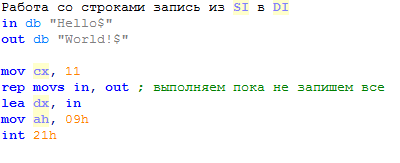 Работа со строками запись из SI в DI
in db "Hello$"
out db "World!$"
mov cx, 11
rep movs in, out ; выполняем пока не запишем все
lea dx, in
mov ah, 09h
int 21h